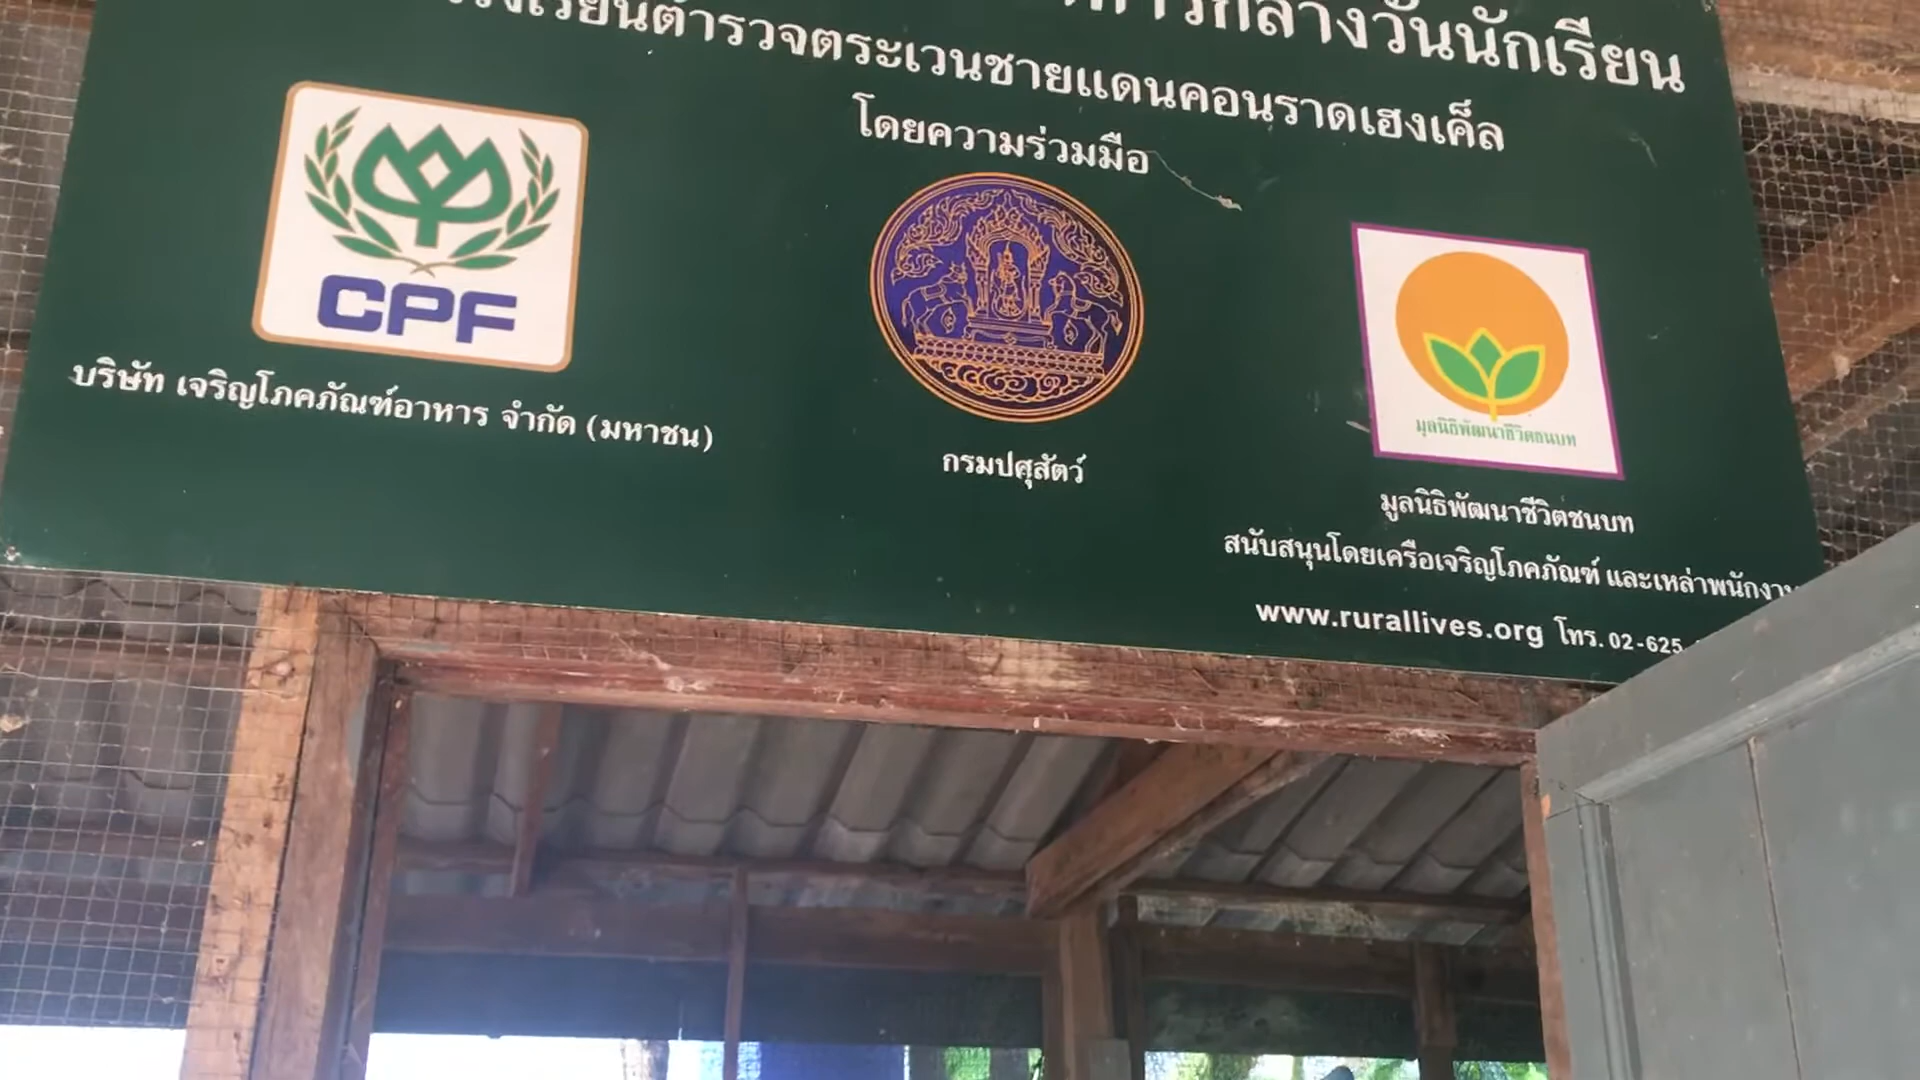 กลางวันนักเรียน
โรงเรียนตำรวจตระเวนชายแดนคอนราดเฮงเค็ล
โดยความร่วมมือ
CPF
บริษัท เจริญโภคภัณฑ์อาหาร จำกัด (มหาชน)
กรมปศุสัตว์
มูลนิธิพัฒนาชีวิตชนบท
มูลนิธิพัฒนาชีวิตชนบท
สนับสนุนโดยเครือเจริญโภคภัณฑ์ และเหล่าพนักงาน
www.rurallives.org โทร. 02-625